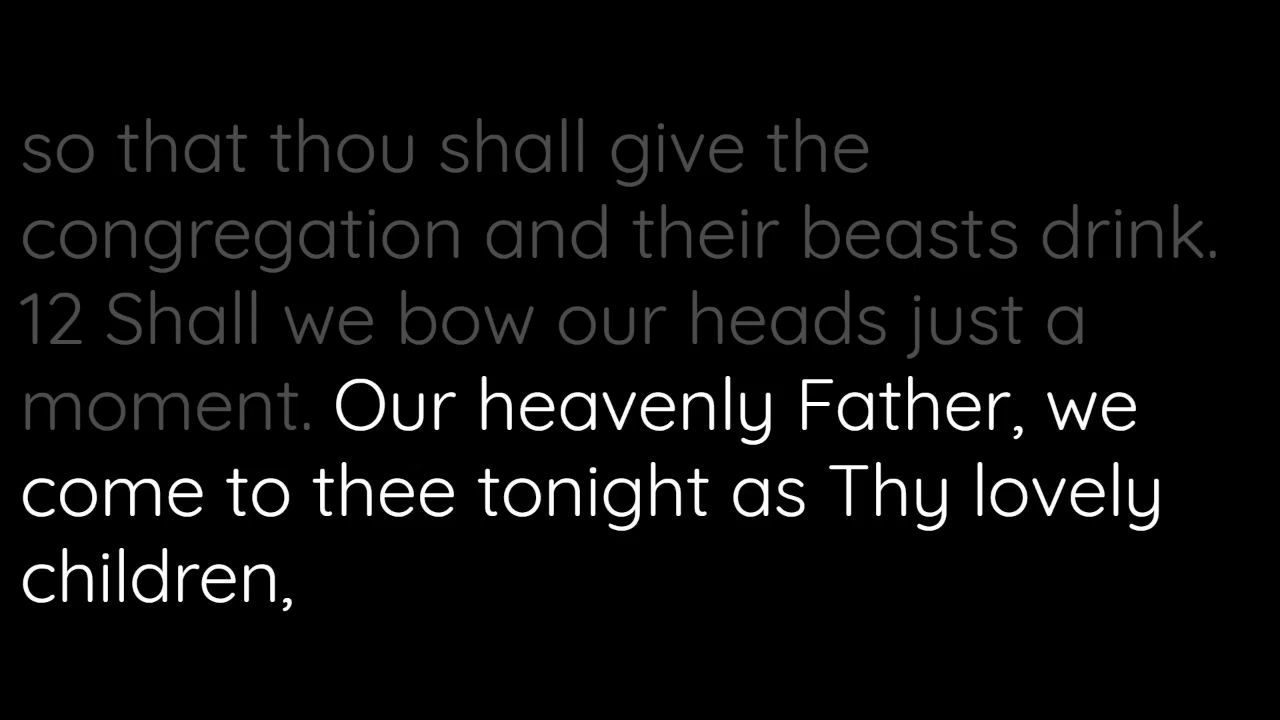 so that thou shall give the
congregation and their beasts drink.
12 Shall we bow our heads just a
moment. Our heavenly Father, we
come to thee tonight as Thy lovely
children,